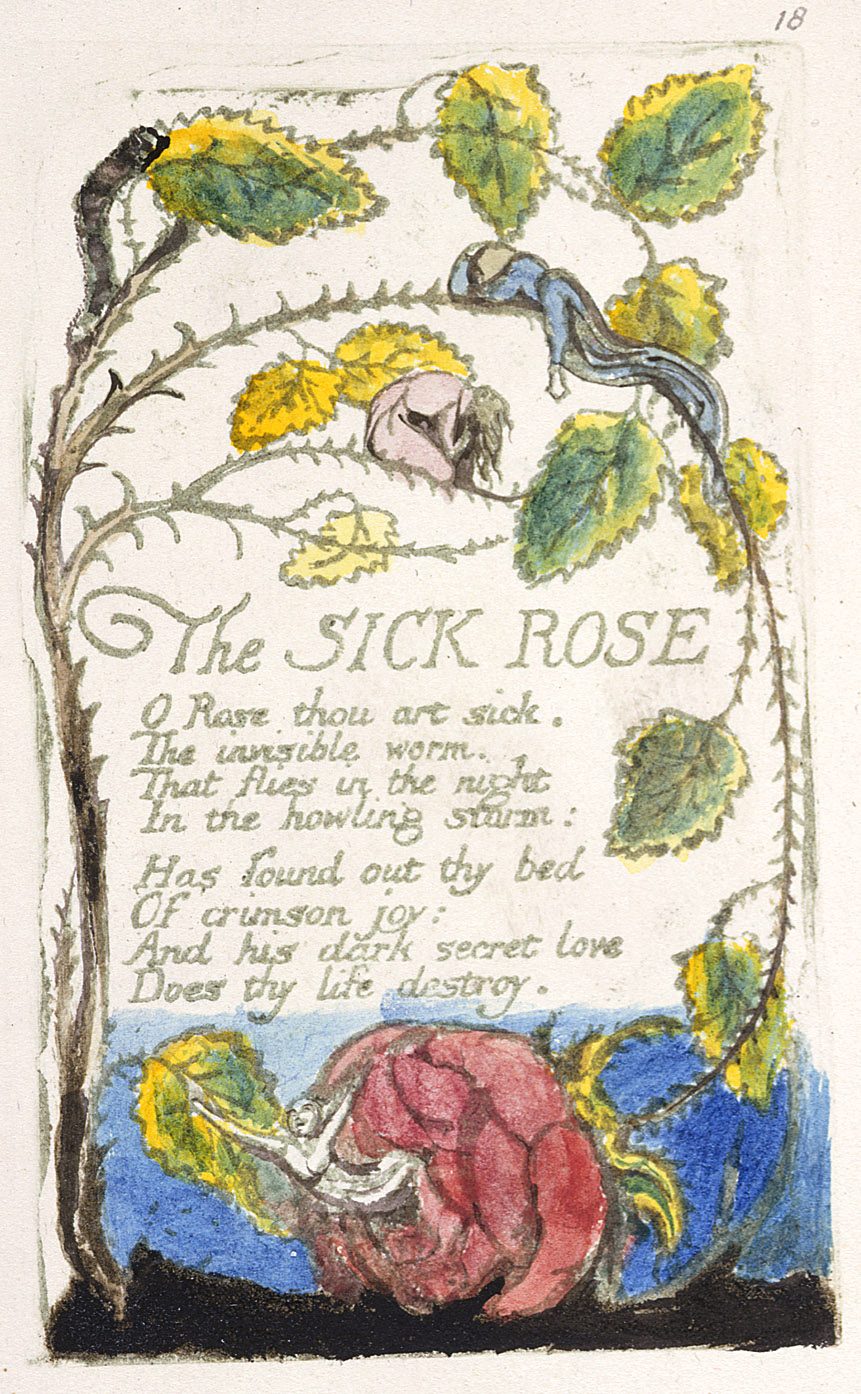 18
The SICK ROSE
O Rose thou art sick.
The invisible worm.
That flies in the night
In the howling storm:
Has found out thy bed
Of crimson joy:
And his dark secret love
Does thy life destroy.